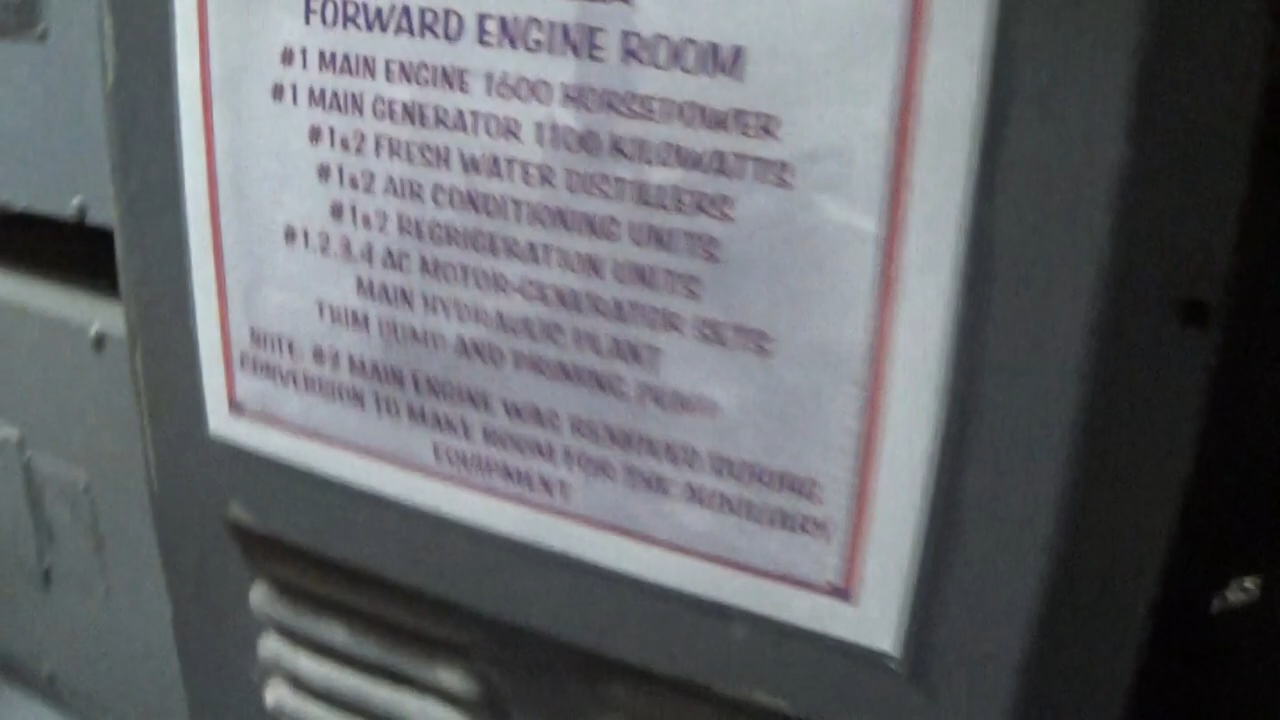 FORWARD ENGINE ROOM
#1 MAIN ENGINE 1600 HORSEPOWER
#1 MAIN GENERATOR 1100 KILOWATTS
#1&2 FRESH WATER DISTILLERS
#1&2 AIR CONDITIONING UNITS
#1&2 REGRIGERATION UNITS
#1,2,3,4 AC MOTOR-GENERATOR SETS
MAIN HYDRAULIC PLANT
TRIM PUMP AND PRIMING PUMP
NOTE: MAIN ENGINE WAS REMOVED DURING
CONVERSION TO MAKE ROOM FOR THE AUXILIARY
EQUIPMENT